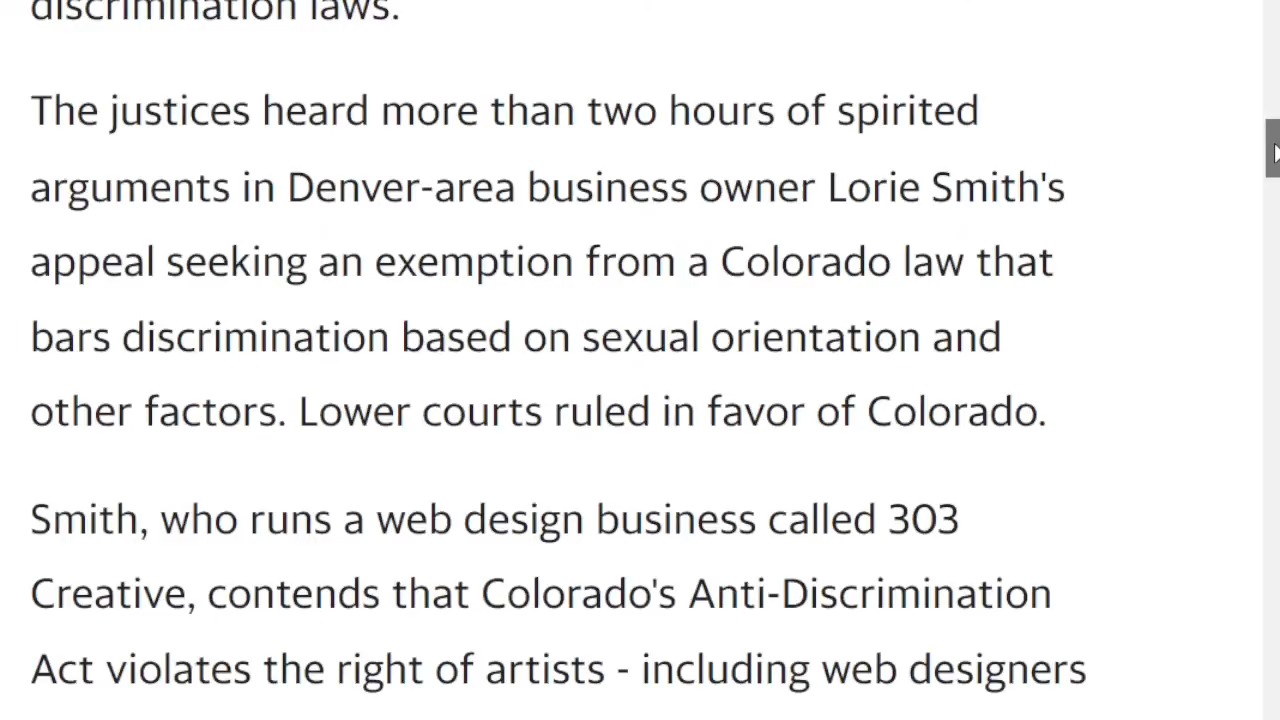 discrimination laws.
The justices heard more than two hours of spirited
arguments in Denver-area business owner Lorie Smith's
appeal seeking an exemption from a Colorado law that
bars discrimination based on sexual orientation and
other factors. Lower courts ruled in favor of Colorado.
Smith, who runs a web design business called 303
Creative, contends that Colorado's Anti-Discrimination
Act violates the right of artists - including web designers